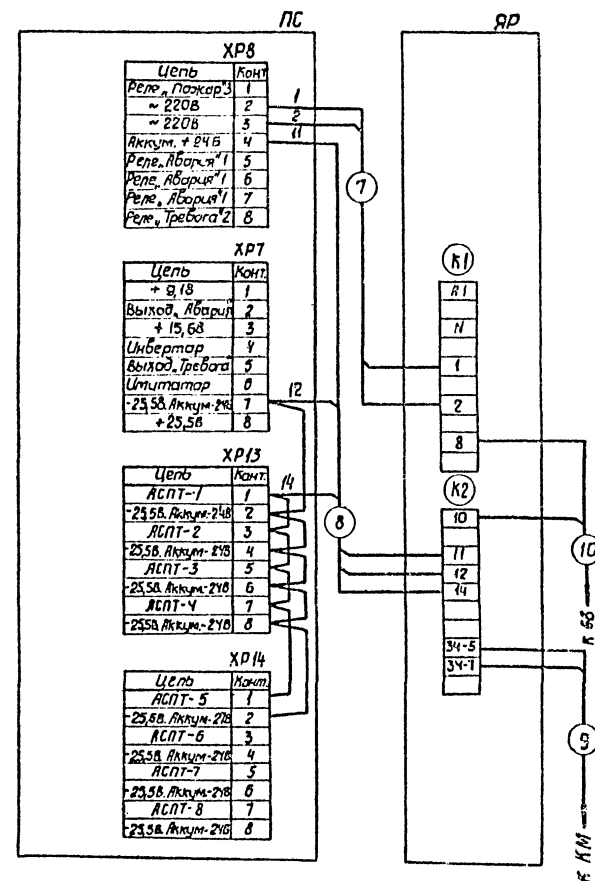 ПС
ЯР
ХР8
Цепь Конт
Реле "Пожар"3 1
~ 220В 2
~ 220В 3
Аккум. + 24В 4
Реле "Авария"1 5
Реле "Авария"1 6
Реле "Авария"1 7
Реле "Тревога"2 8
1
2
11
7
ХР7
Цепь Конт.
+ 9,1В 1
Выход "Авария" 2
+ 15,6В 3
Инвертор 4
Выход "Тревога" 5
Имитатор 6
-25,5В. Аккум-24В 7
+25,5В 8
12
К1
А1
N
1
2
8
ХР13
Цепь Конт.
АСПТ-1 1
-25,5В. Аккум-24В 2
АСПТ-2 3
-25,5В. Аккум-24В 4
АСПТ-3 5
-25,5В. Аккум-24В 6
АСПТ-4 7
-25,5В. Аккум.-24В 8
14
8
К2
10
11
12
14
34-5
34-7
10
К 58
9
К КМ
ХР14
Цепь Конт.
АСПТ-5 1
-25,5В. Аккум-27В 2
АСПТ-6 3
-25,5В. Аккум-24В 4
АСПТ-7 5
-25,5В. Аккум-24В 6
АСПТ-8 7
-25,5В. Аккум-24В 8